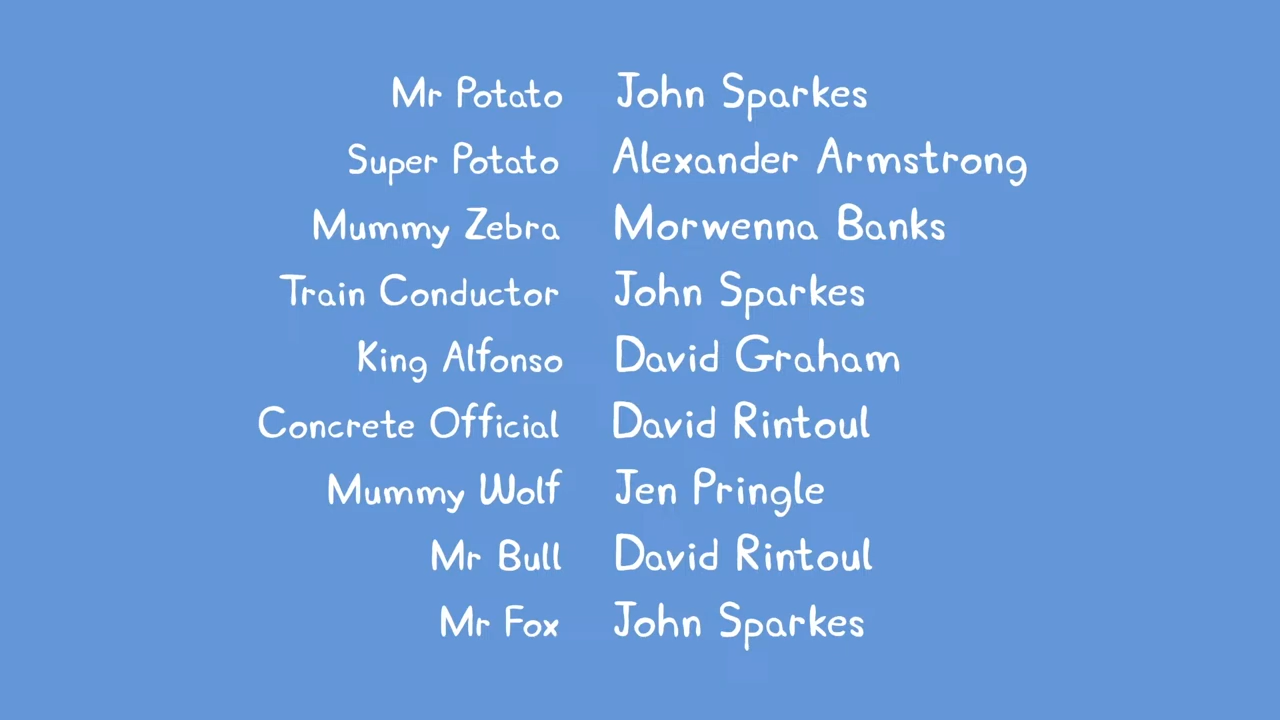 Mr Potato John Sparkes
Super Potato Alexander Armstrong
Mummy Zebra Morwenna Banks
Train Conductor John Sparkes
King Alfonso David Graham
Concrete Official David Rintoul
Mummy Wolf Jen Pringle
Mr Bull David Rintoul
Mr Fox John Sparkes